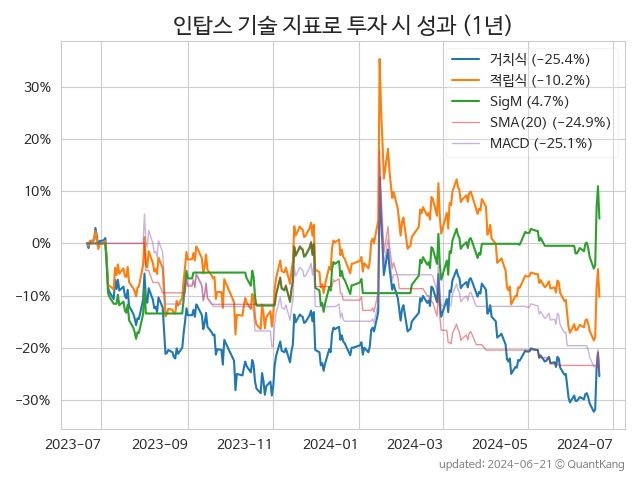 인탑스 기술 지표로 투자 시 성과 (1년)
거치식 (−25.4%)
적립식 (−10.2%)
SigM (4.7%)
SMA(20) (−24.9%)
MACD (−25.1%)
30%
20%
10%
0%
−10%
−20%
−30%
2023-07 2023-09 2023-11 2024-01 2024-03 2024-05 2024-07
updated: 2024-06-21 © QuantKang